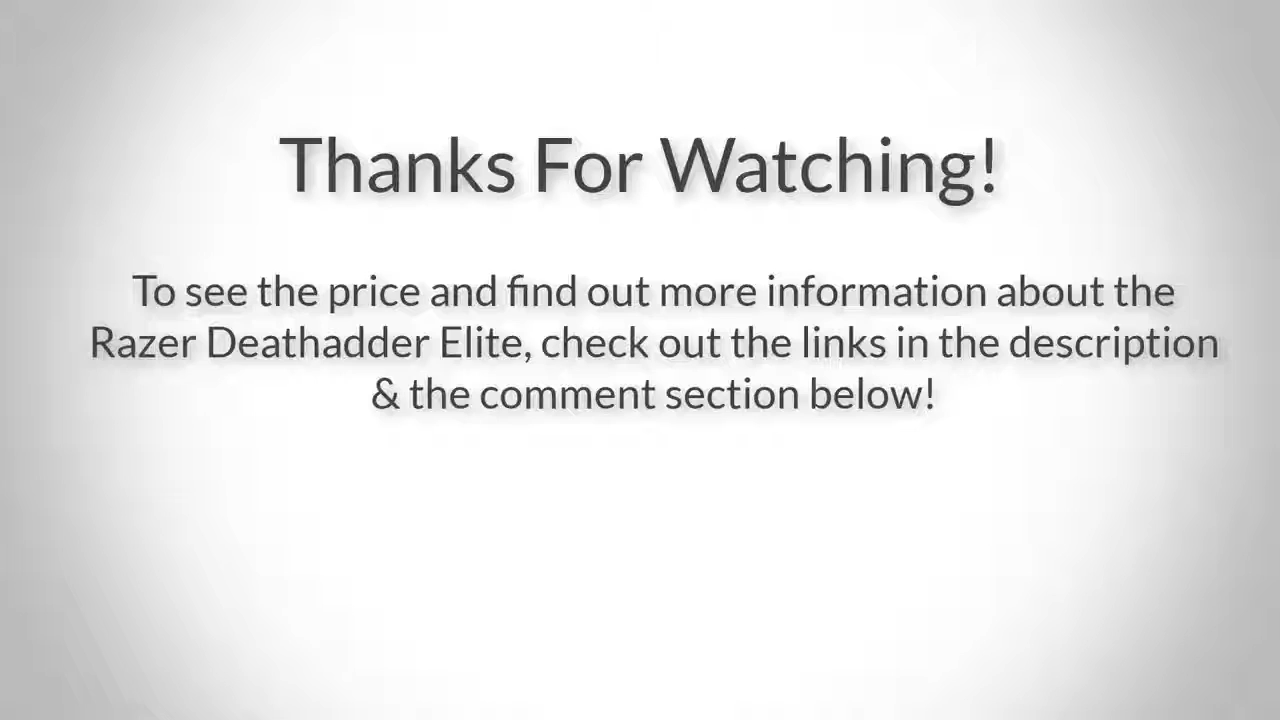 Thanks For Watching!
To see the price and find out more information about the
Razer Deathadder Elite, check out the links in the description
& the comment section below!